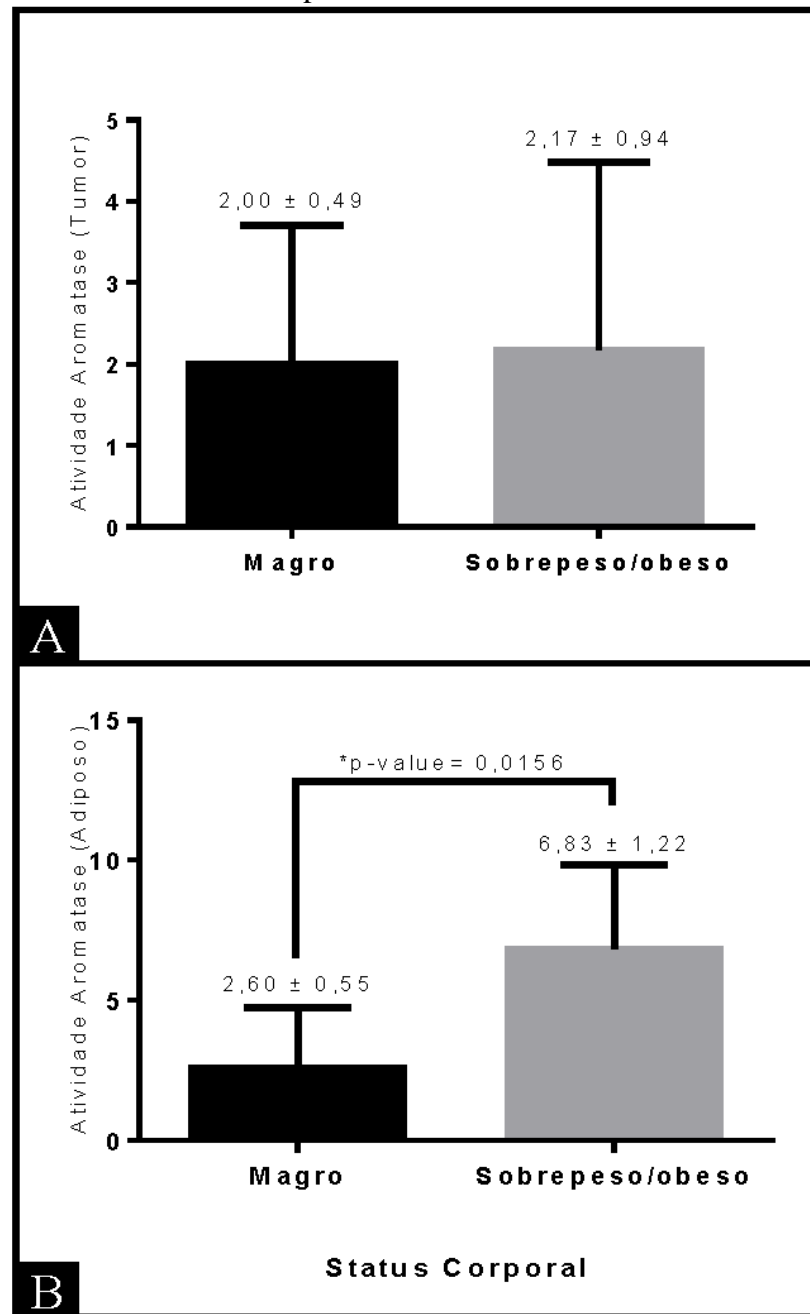 5
2,17 ± 0,94
2,00 ± 0,49
4
3
2
1
0
Atividade Aromatase (Tumor)
Magro
Sobrepeso/obeso
A
15
*p-value= 0,0156
6,83 ± 1,22
10
2,60 ± 0,55
5
0
Atividade Aromatase (Adiposo)
Magro
Sobrepeso/obeso
Status Corporal
B